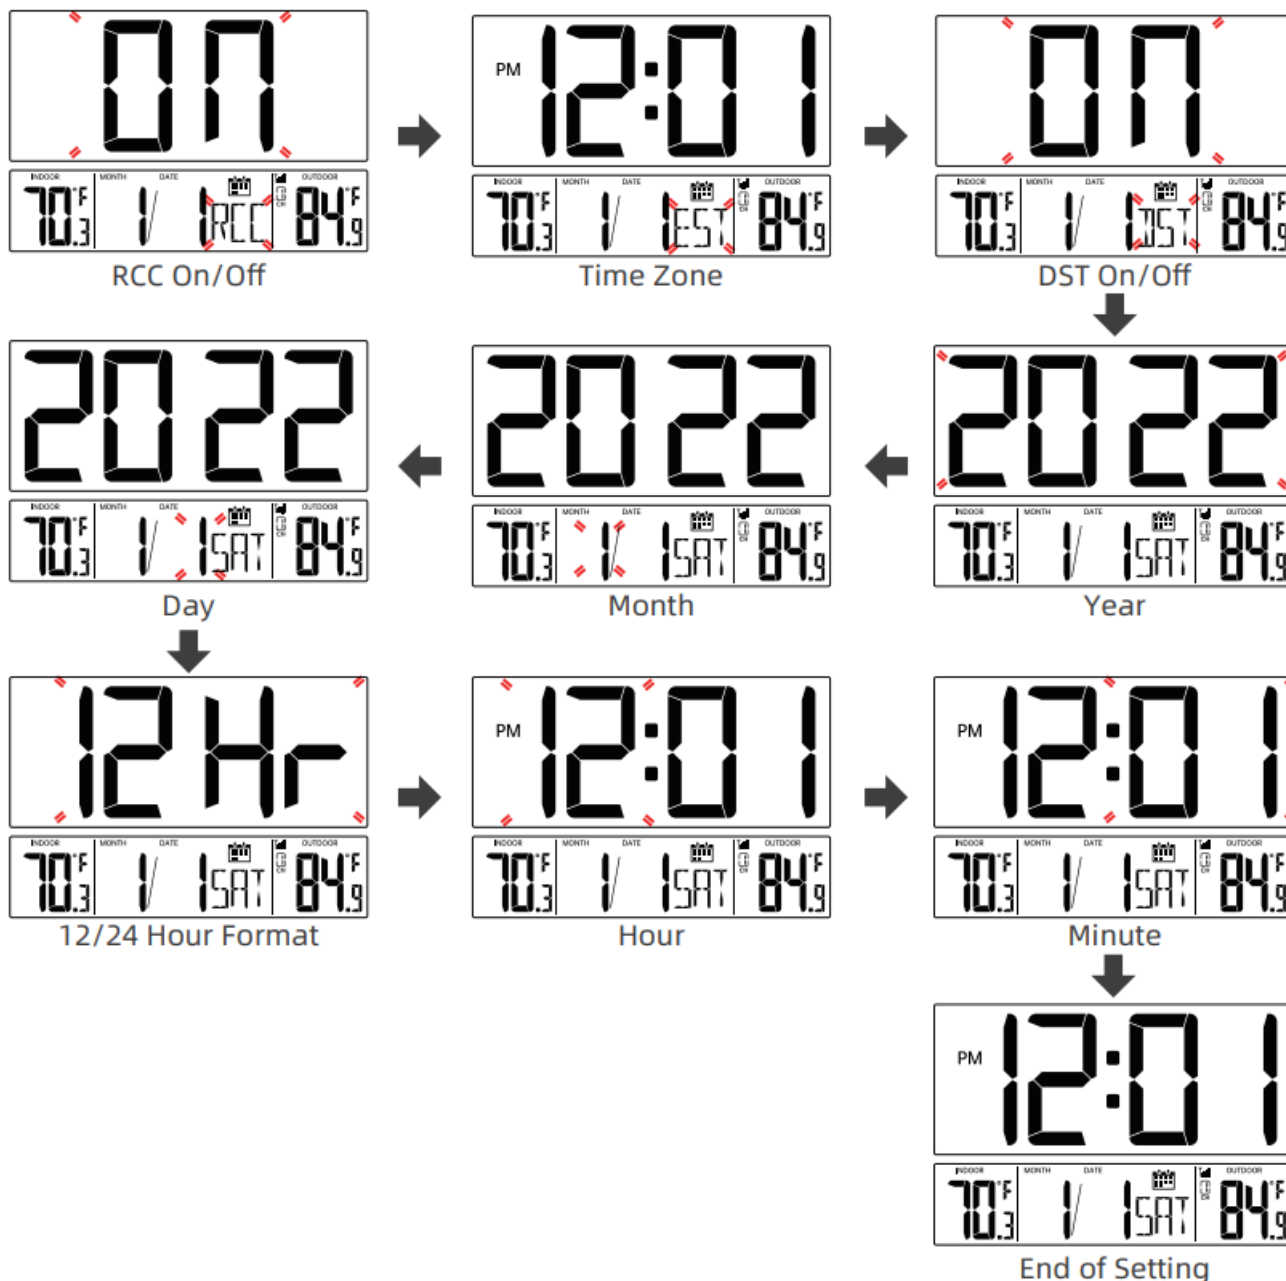 ON
INDOOR MONTH DATE OUTDOOR
70.3 °F 1/ 1 RCC 84.9 °F
RCC On/Off
PM 12:01
INDOOR MONTH DATE OUTDOOR
70.3 °F 1/ 1 EST 84.9 °F
Time Zone
ON
INDOOR MONTH DATE OUTDOOR
70.3 °F 1/ 1 DST 84.9 °F
DST On/Off
2022
INDOOR MONTH DATE OUTDOOR
70.3 °F 1/ 1 SAT 84.9 °F
Day
2022
INDOOR MONTH DATE OUTDOOR
70.3 °F 1/ 1 SAT 84.9 °F
Month
2022
INDOOR MONTH DATE OUTDOOR
70.3 °F 1/ 1 SAT 84.9 °F
Year
12 Hr
INDOOR MONTH DATE OUTDOOR
70.3 °F 1/ 1 SAT 84.9 °F
12/24 Hour Format
PM 12:01
INDOOR MONTH DATE OUTDOOR
70.3 °F 1/ 1 SAT 84.9 °F
Hour
PM 12:01
INDOOR MONTH DATE OUTDOOR
70.3 °F 1/ 1 SAT 84.9 °F
Minute
PM 12:01
INDOOR MONTH DATE OUTDOOR
70.3 °F 1/ 1 SAT 84.9 °F
End of Setting